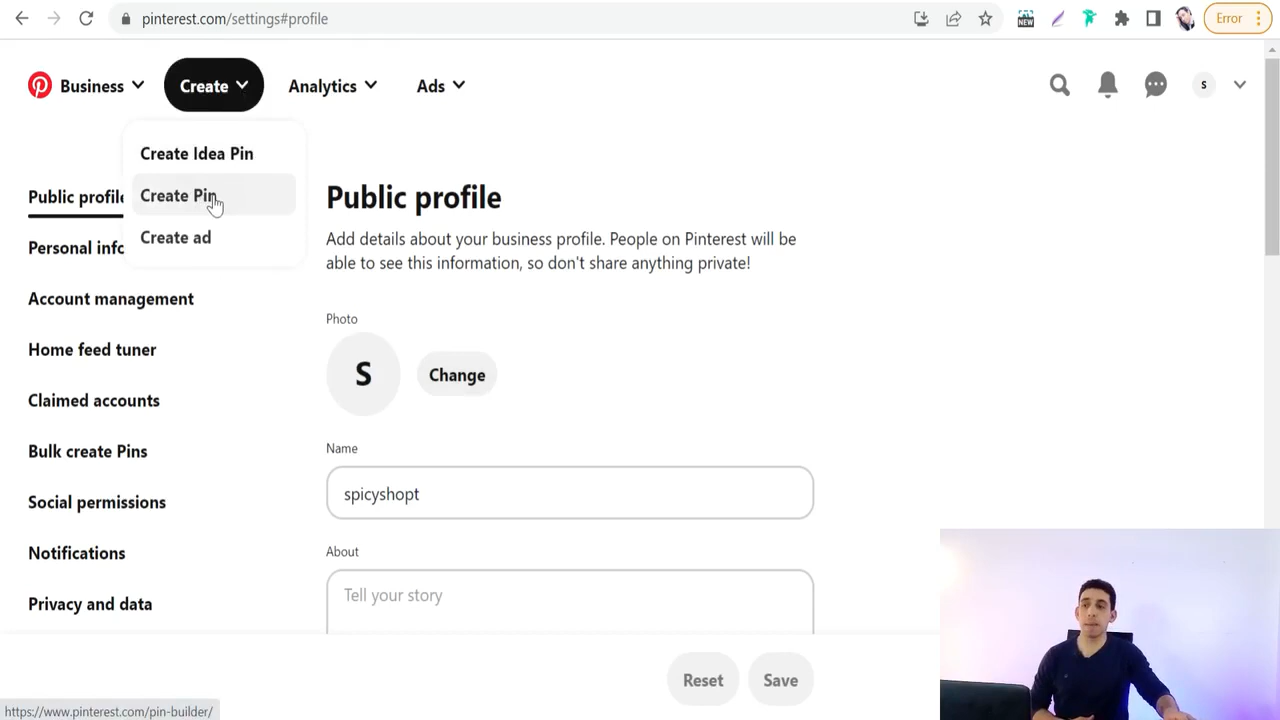 pinterest.com/settings#profile
NEW
Error
Business
Create
Analytics
Ads
S
Create Idea Pin
Create Pin
Create ad
Public profile
Personal info
Account management
Home feed tuner
Claimed accounts
Bulk create Pins
Social permissions
Notifications
Privacy and data
Public profile
Add details about your business profile. People on Pinterest will be
able to see this information, so don't share anything private!
Photo
S
Change
Name
spicyshopt
About
Tell your story
Reset
Save
https://www.pinterest.com/pin-builder/